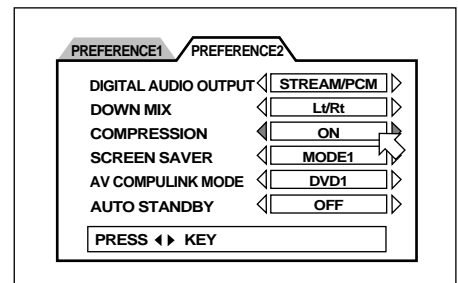 PREFERENCE1 PREFERENCE2
DIGITAL AUDIO OUTPUT STREAM/PCM
DOWN MIX Lt/Rt
COMPRESSION ON
SCREEN SAVER MODE1
AV COMPULINK MODE DVD1
AUTO STANDBY OFF
PRESS KEY